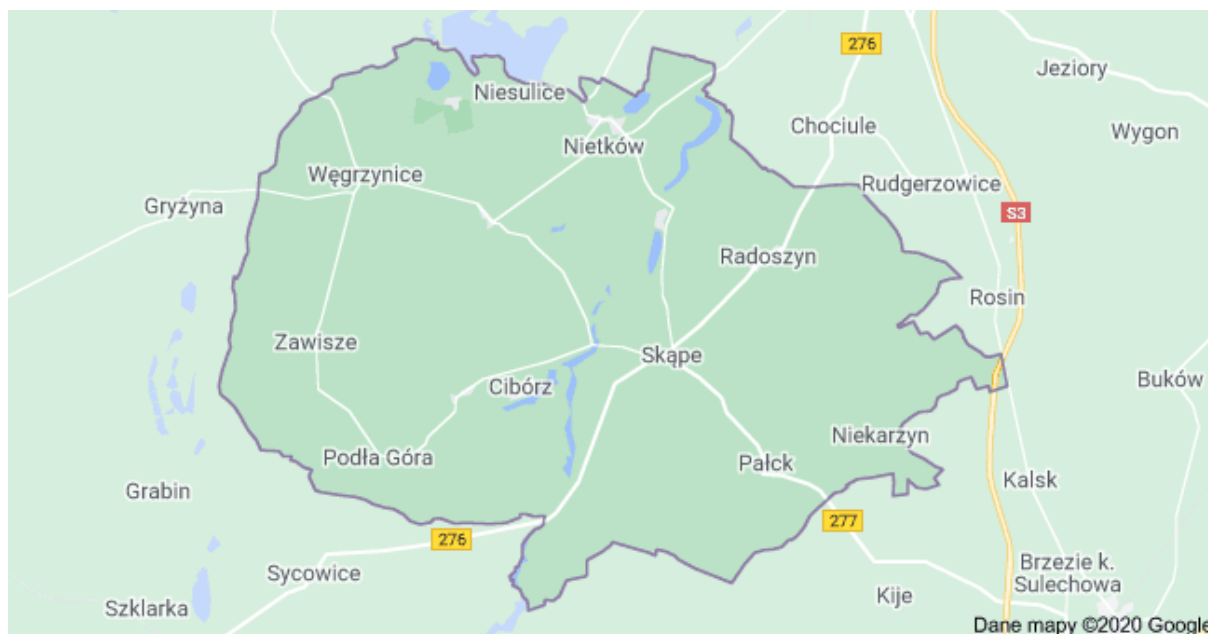 276
Jeziory
Niesulice
Chociule
Wygon
Nietków
Węgrzynice
Rudgerzowice
Gryżyna
S3
Radoszyn
Rosin
Zawisze
Skąpe
Cibórz
Buków
Niekarzyn
Podła Góra
Pałck
Grabin
Kalsk
277
276
Sycowice
Brzezie k.
Sulechowa
Kije
Szklarka
Dane mapy ©2020 Google